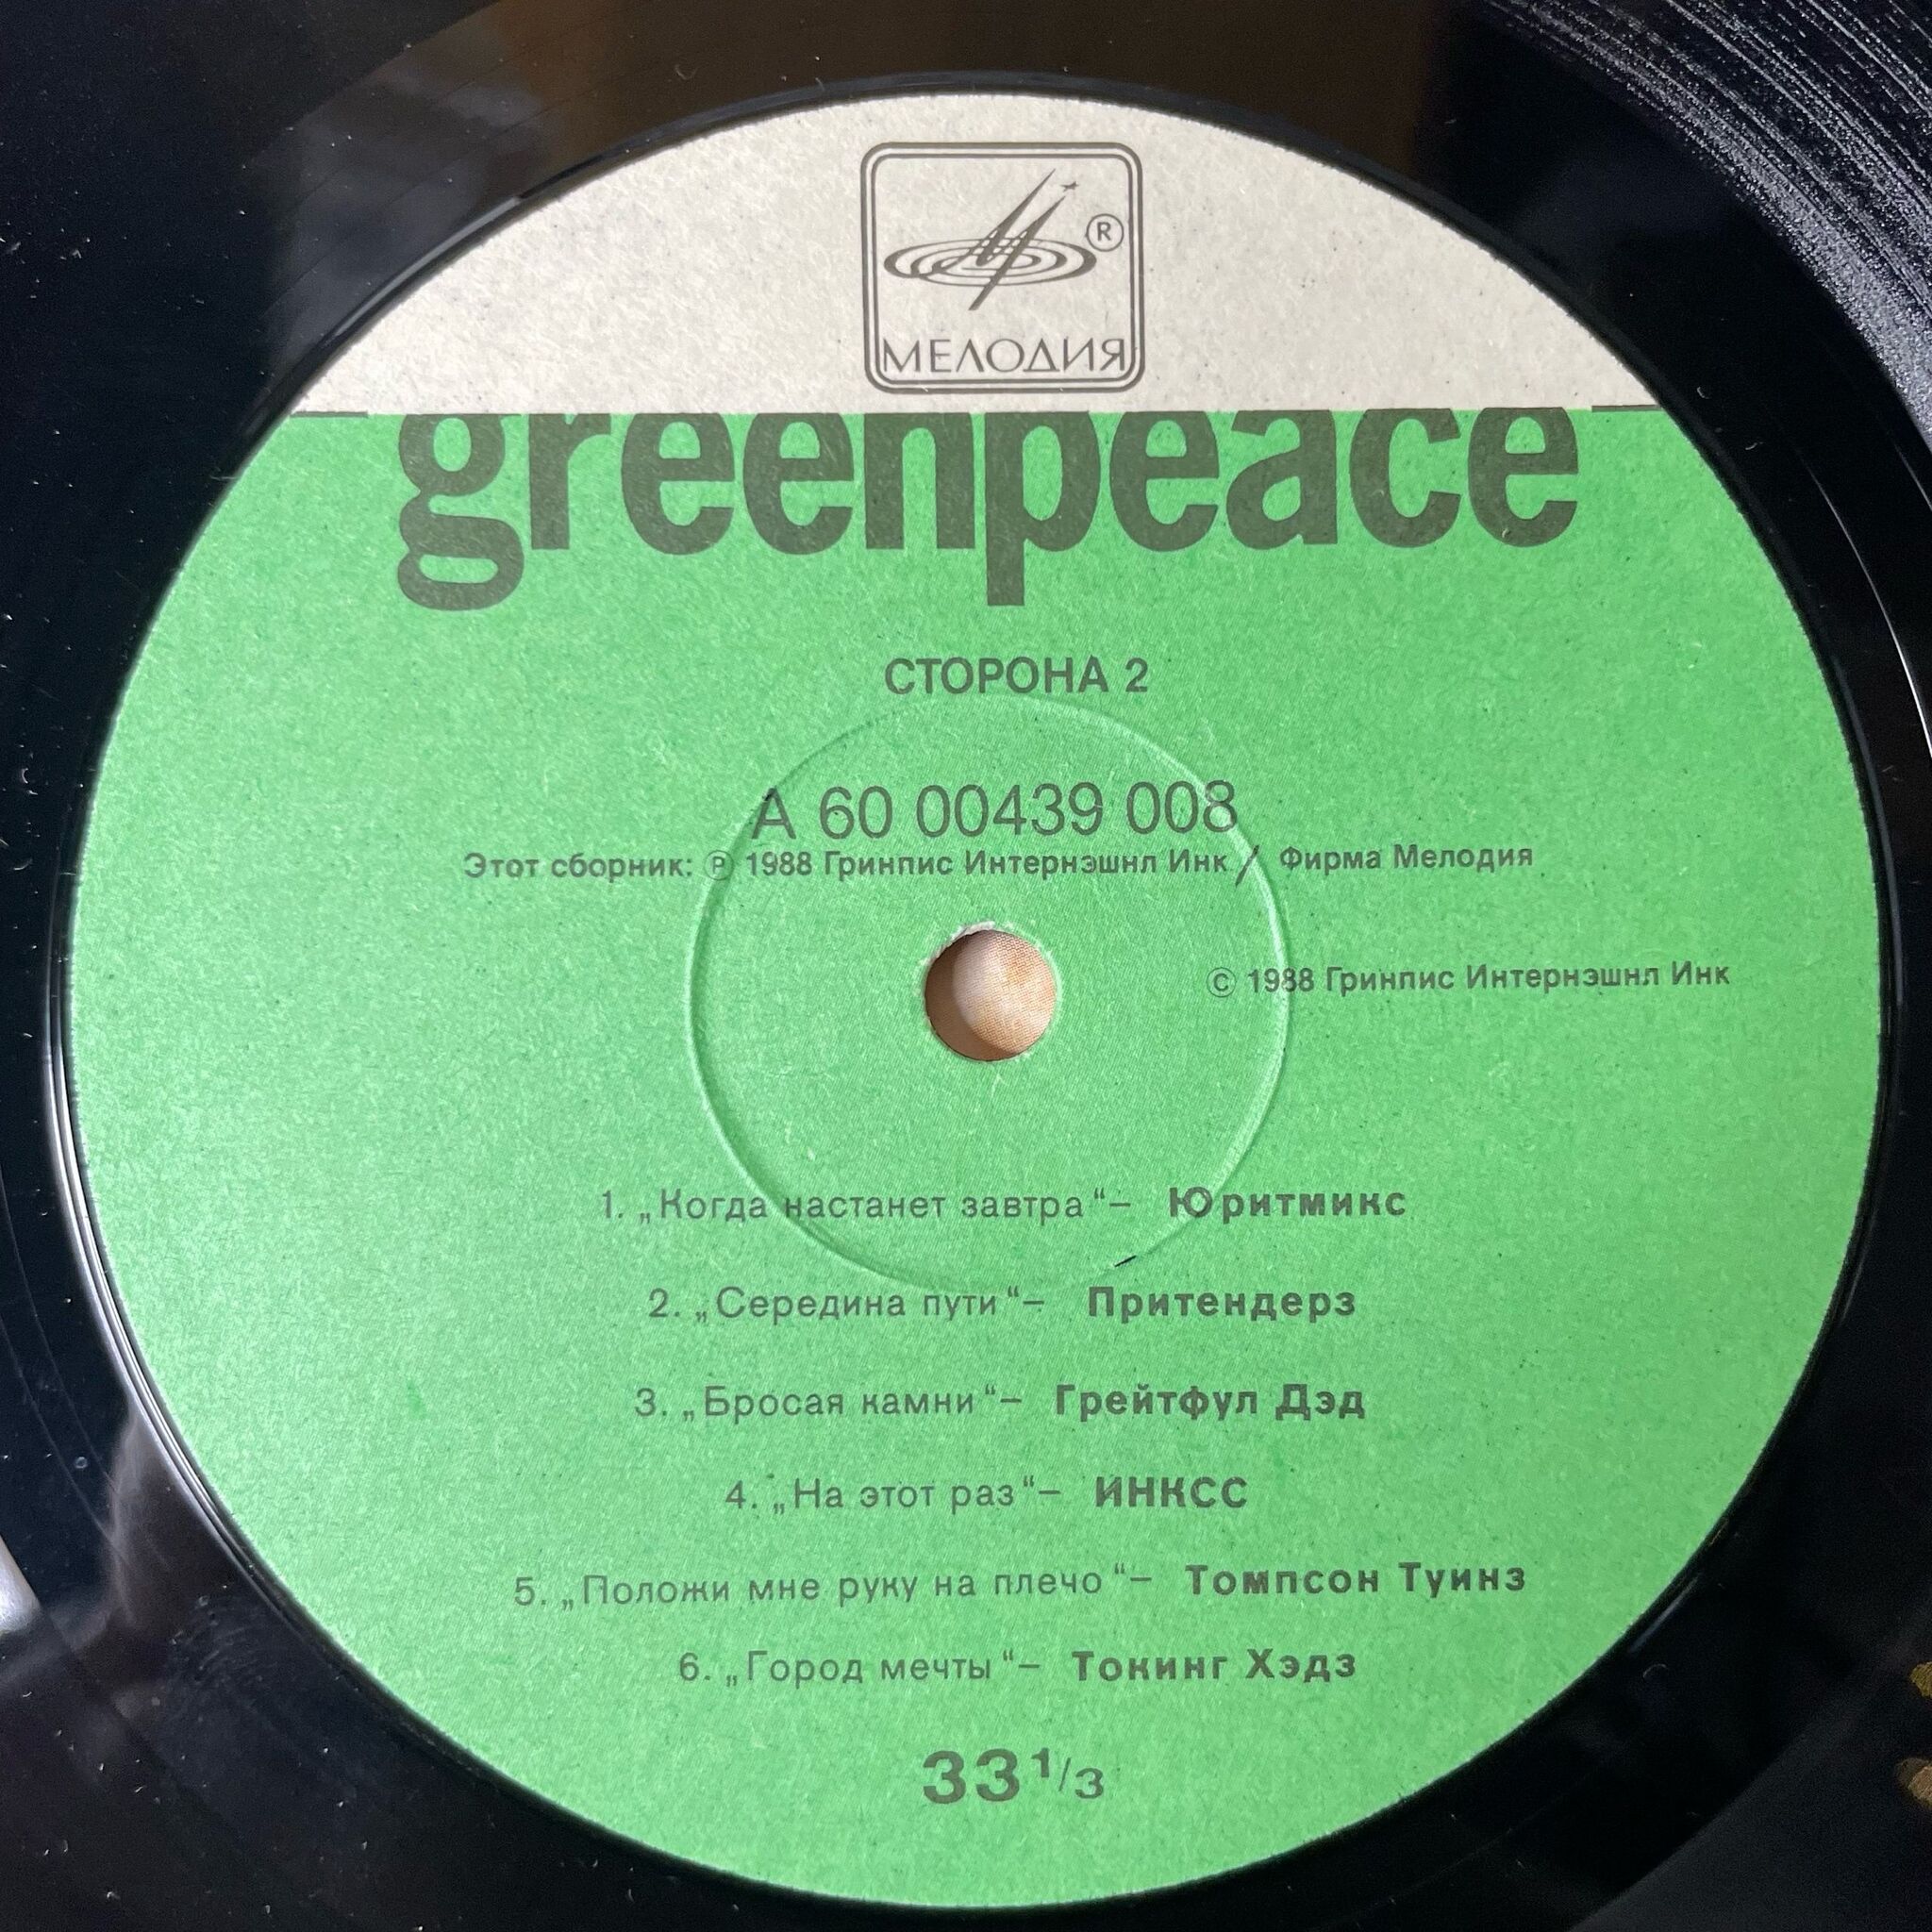 ®
МЕЛОДИЯ
greenpeace
СТОРОНА 2
А 60 00439 008
Этот сборник: Ⓟ 1988 Гринпис Интернэшнл Инк / Фирма Мелодия
© 1988 Гринпис Интернэшнл Инк
1. „Когда настанет завтра“– Юритмикс
2. „Середина пути“– Притендерз
3. „Бросая камни“– Грейтфул Дэд
4. „На этот раз“– ИНКСС
5. „Положи мне руку на плечо“– Томпсон Туинз
6. „Город мечты“– Токинг Хэдз
33 1/3